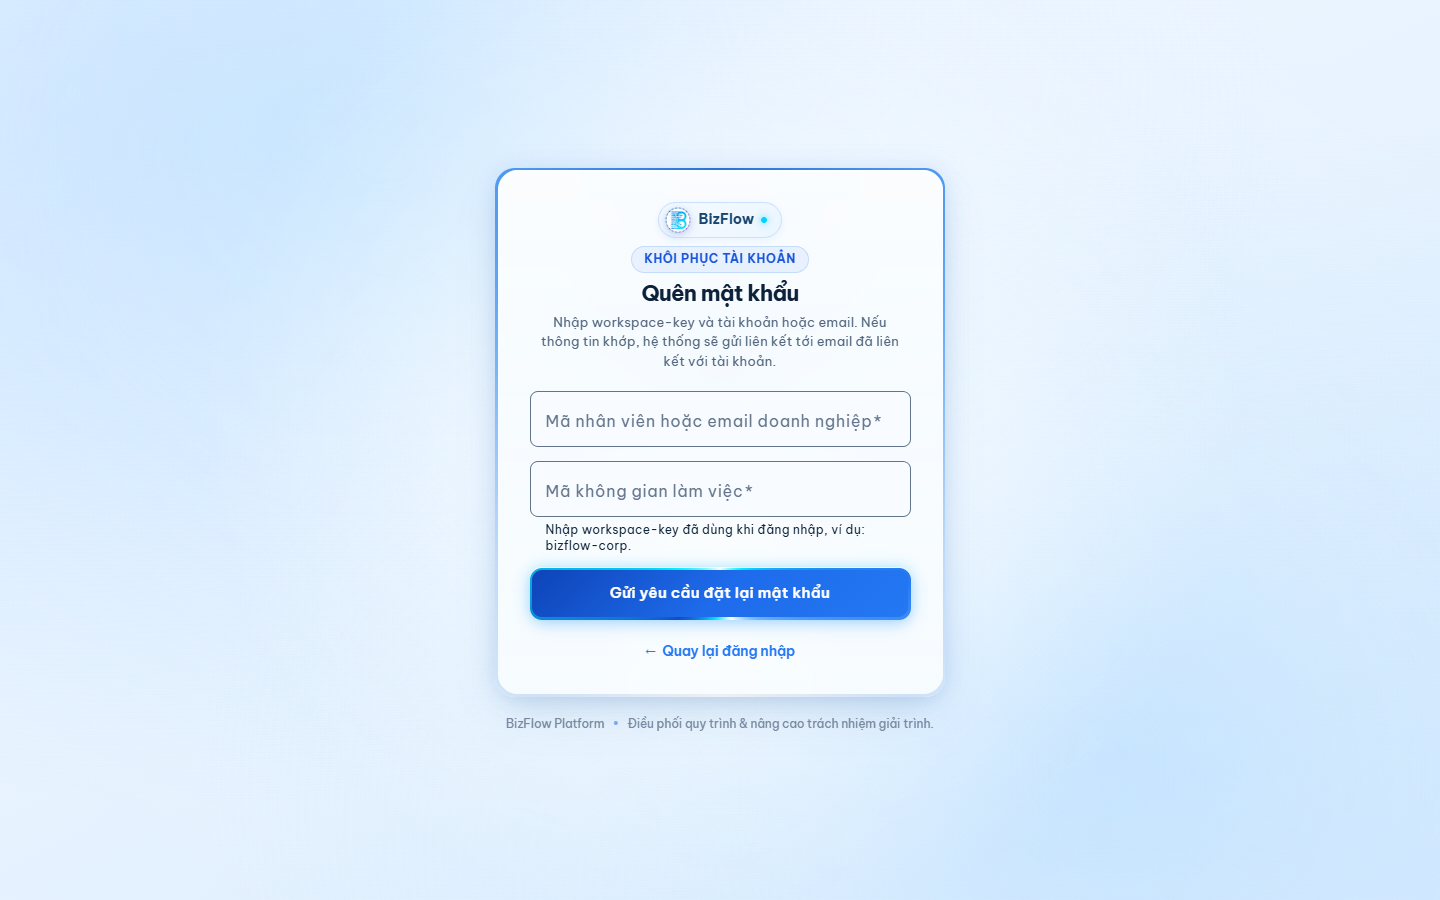 BizFlow
KHÔI PHỤC TÀI KHOẢN
Quên mật khẩu
Nhập workspace-key và tài khoản hoặc email. Nếu
thông tin khớp, hệ thống sẽ gửi liên kết tới email đã liên
kết với tài khoản.
Mã nhân viên hoặc email doanh nghiệp*
Mã không gian làm việc*
Nhập workspace-key đã dùng khi đăng nhập, ví dụ:
bizflow-corp.
Gửi yêu cầu đặt lại mật khẩu
← Quay lại đăng nhập
BizFlow Platform • Điều phối quy trình & nâng cao trách nhiệm giải trình.